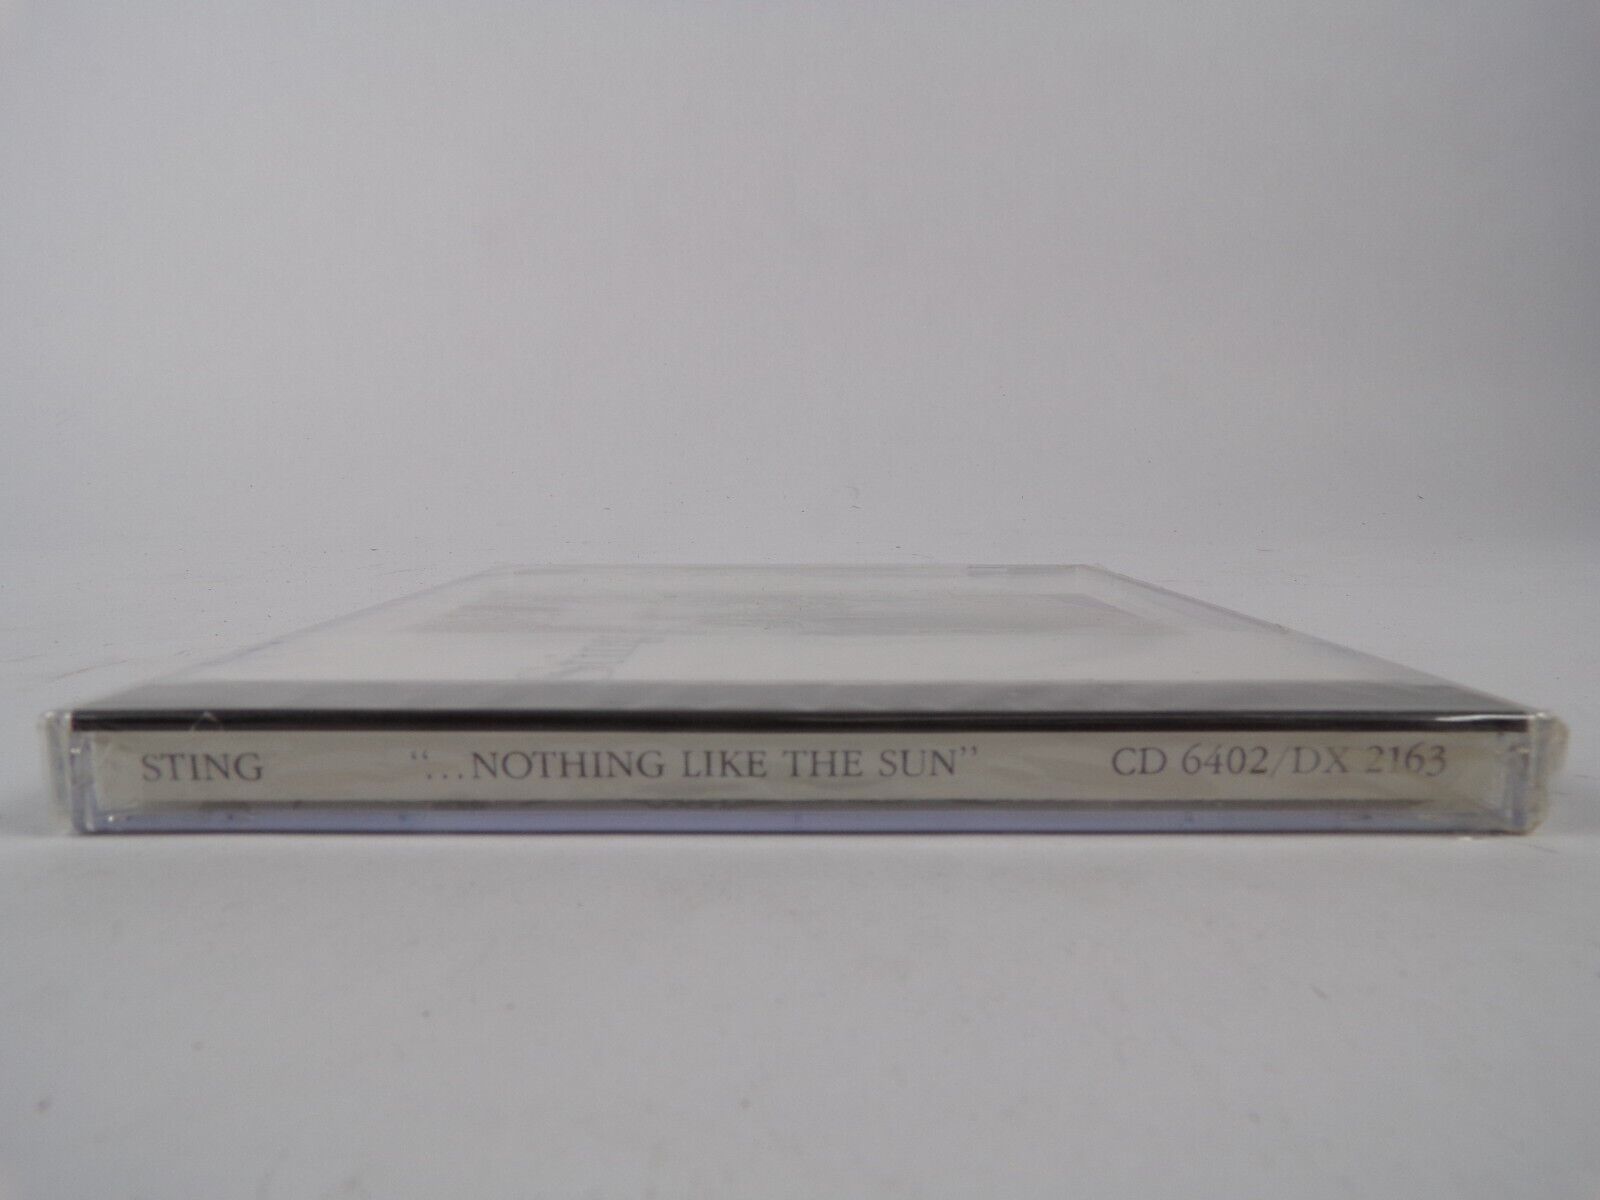 STING “...NOTHING LIKE THE SUN” CD 6402/DX 2163